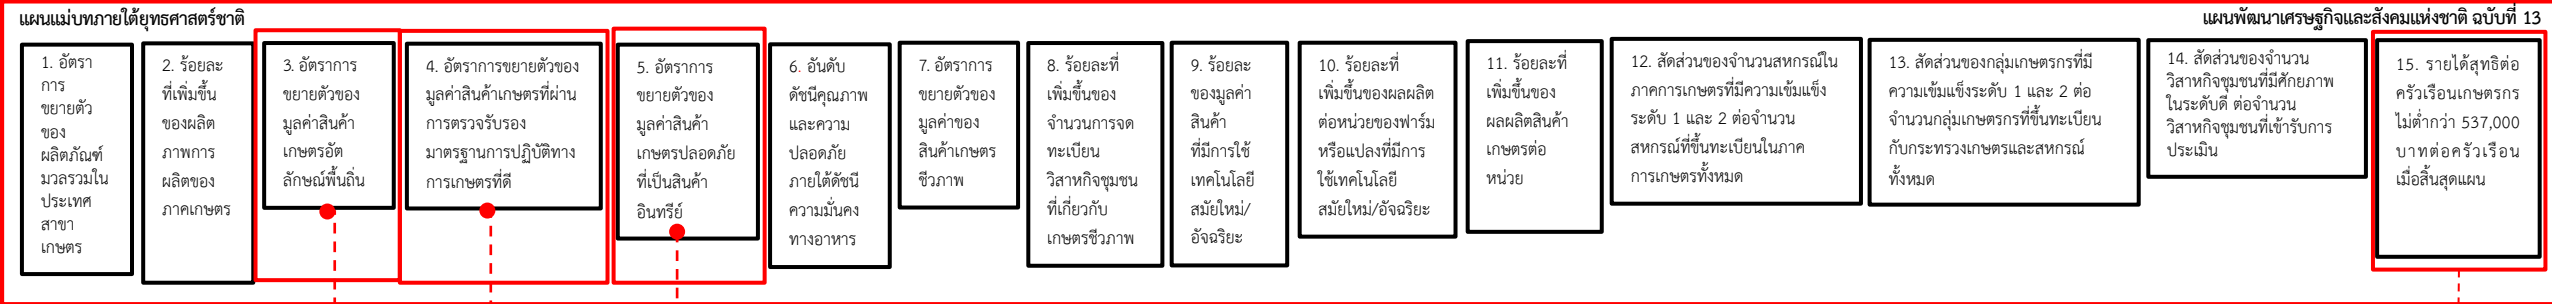 แผนแม่บทภายใต้ยุทธศาสตร์ชาติ
แผนพัฒนาเศรษฐกิจและสังคมแห่งชาติ ฉบับที่ 13
1. อัตรา
การ
ขยายตัว
ของ
ผลิตภัณฑ์
มวลรวมใน
ประเทศ
สาขา
เกษตร
2. ร้อยละ
ที่เพิ่มขึ้น
ของผลิต
ภาพการ
ผลิตของ
ภาคเกษตร
3. อัตราการ
ขยายตัวของ
มูลค่าสินค้า
เกษตรอัต
ลักษณ์พื้นถิ่น
4. อัตราการขยายตัวของ
มูลค่าสินค้าเกษตรที่ผ่าน
การตรวจรับรอง
มาตรฐานการปฏิบัติทาง
การเกษตรที่ดี
5. อัตราการ
ขยายตัวของ
มูลค่าสินค้า
เกษตรปลอดภัย
ที่เป็นสินค้า
อินทรีย์
6. อันดับ
ดัชนีคุณภาพ
และความ
ปลอดภัย
ภายใต้ดัชนี
ความมั่นคง
ทางอาหาร
7. อัตราการ
ขยายตัวของ
มูลค่าของ
สินค้าเกษตร
ชีวภาพ
8. ร้อยละที่
เพิ่มขึ้นของ
จำนวนการจด
ทะเบียน
วิสาหกิจชุมชน
ที่เกี่ยวกับ
เกษตรชีวภาพ
9. ร้อยละ
ของมูลค่า
สินค้า
ที่มีการใช้
เทคโนโลยี
สมัยใหม่/
อัจฉริยะ
10. ร้อยละที่
เพิ่มขึ้นของผลผลิต
ต่อหน่วยของฟาร์ม
หรือแปลงที่มีการ
ใช้เทคโนโลยี
สมัยใหม่/อัจฉริยะ
11. ร้อยละที่
เพิ่มขึ้นของ
ผลผลิตสินค้า
เกษตรต่อ
หน่วย
12. สัดส่วนของจำนวนสหกรณ์ใน
ภาคการเกษตรที่มีความเข้มแข็ง
ระดับ 1 และ 2 ต่อจำนวน
สหกรณ์ที่ขึ้นทะเบียนในภาค
การเกษตรทั้งหมด
13. สัดส่วนของกลุ่มเกษตรกรที่มี
ความเข้มแข็งระดับ 1 และ 2 ต่อ
จำนวนกลุ่มเกษตรกรที่ขึ้นทะเบียน
กับกระทรวงเกษตรและสหกรณ์
ทั้งหมด
14. สัดส่วนของจำนวน
วิสาหกิจชุมชนที่มีศักยภาพ
ในระดับดี ต่อจำนวน
วิสาหกิจชุมชนที่เข้ารับการ
ประเมิน
15. รายได้สุทธิต่อ
ครัวเรือนเกษตรกร
ไม่ต่ำกว่า 537,000
บาทต่อครัวเรือน
เมื่อสิ้นสุดแผน